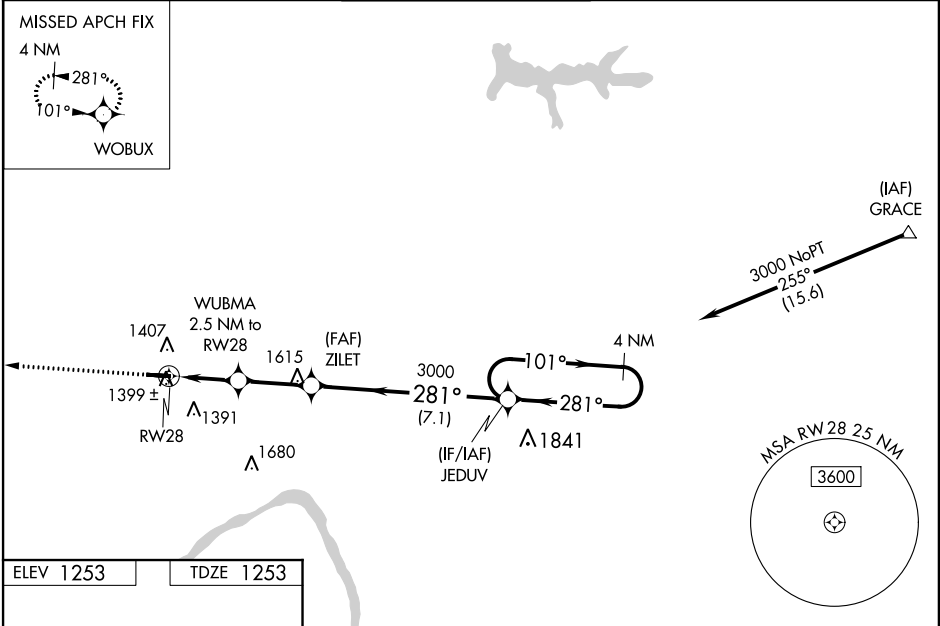 MISSED APCH FIX
4 NM
281°
101°
WOBUX
(IAF)
GRACE
3000 NoPT
255°
(15.6)
WUBMA
2.5 NM to
RW28
1407
1615
(FAF)
ZILET
3000
281°
(7.1)
101°
4 NM
281°
1399 ±
1391
RW28
1680
(IF/IAF)
JEDUV
1841
MSA RW 28 25 NM
3600
ELEV 1253
TDZE 1253